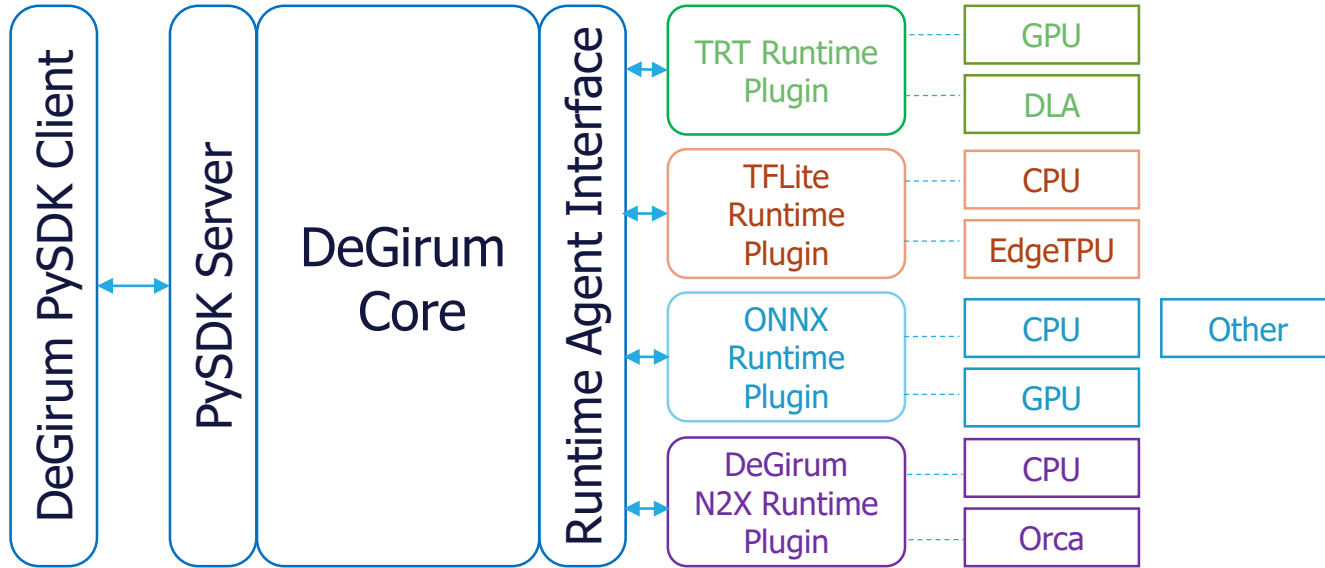 DeGirum PySDK Client
PySDK Server
DeGirum
Core
Runtime Agent Interface
TRT Runtime
Plugin
GPU
DLA
TFLite
Runtime
Plugin
CPU
EdgeTPU
ONNX
Runtime
Plugin
CPU
Other
GPU
DeGirum
N2X Runtime
Plugin
CPU
Orca